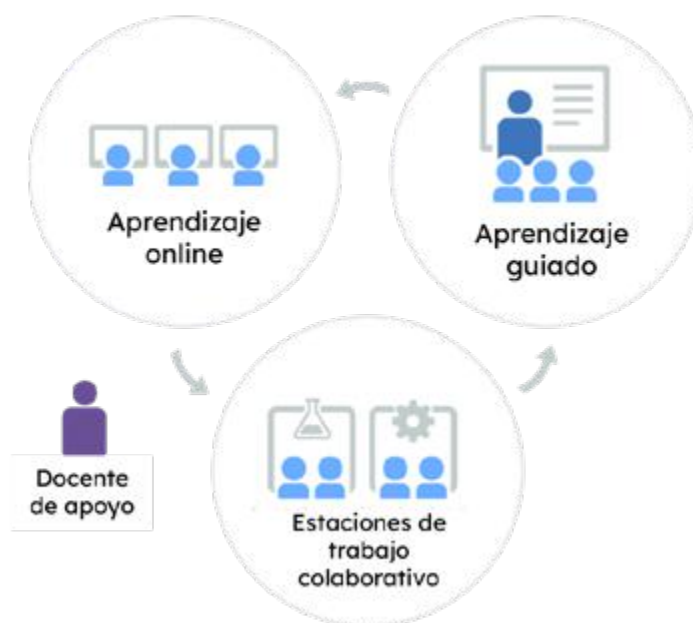 Aprendizaje
online
Aprendizaje
guiado
Docente
de apoyo
Estaciones de
trabajo
colaborativo